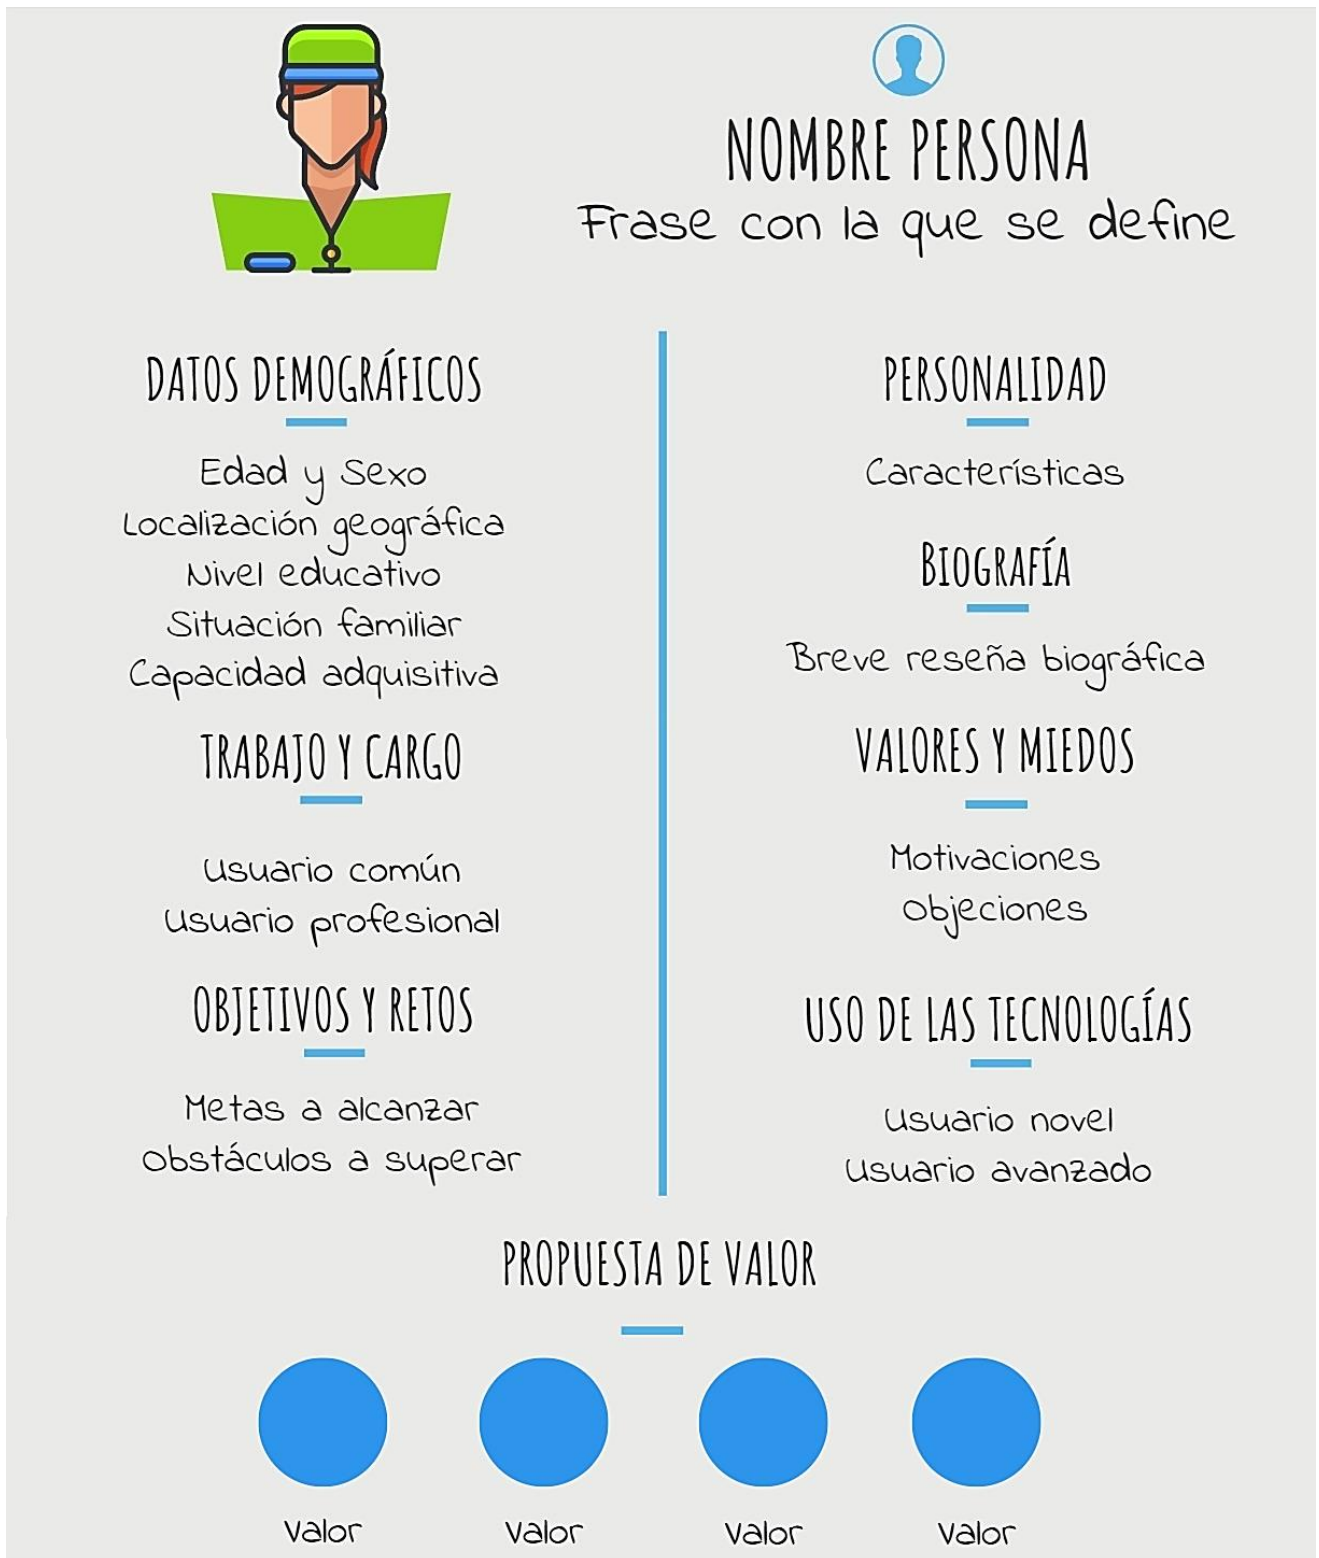 NOMBRE PERSONA
Frase con la que se define
DATOS DEMOGRÁFICOS
Edad y Sexo
Localización geográfica
Nivel educativo
Situación familiar
Capacidad adquisitiva
TRABAJO Y CARGO
Usuario común
Usuario profesional
OBJETIVOS Y RETOS
Metas a alcanzar
Obstáculos a superar
PERSONALIDAD
Características
BIOGRAFÍA
Breve reseña biográfica
VALORES Y MIEDOS
Motivaciones
Objeciones
USO DE LAS TECNOLOGÍAS
Usuario novel
Usuario avanzado
PROPUESTA DE VALOR
Valor
Valor
Valor
Valor